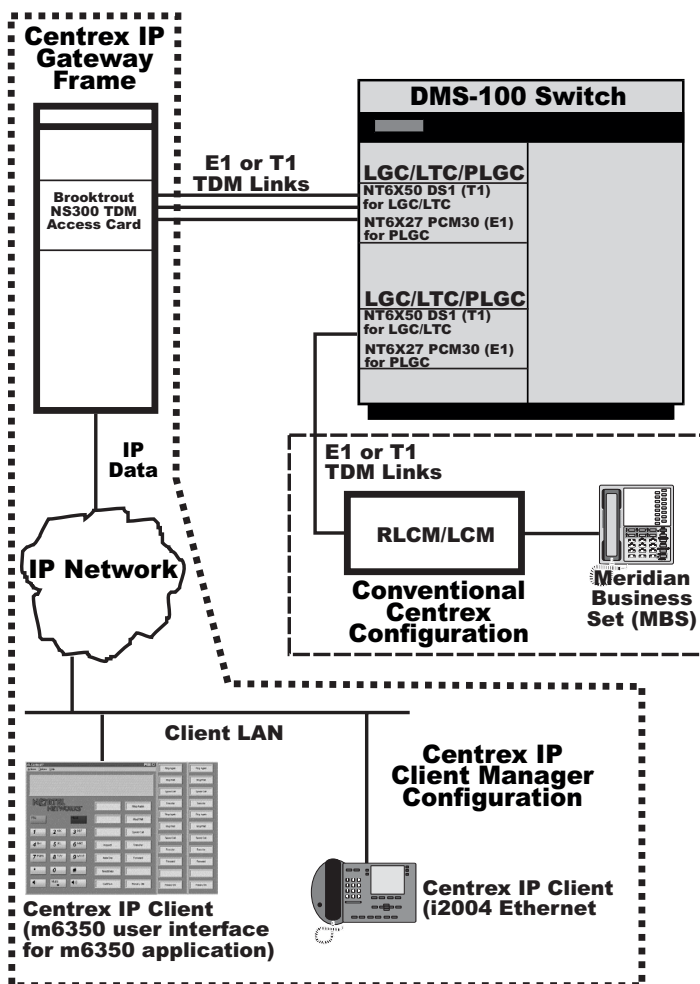 Centrex IP
Gateway
Frame
DMS-100 Switch
E1 or T1
TDM Links
Brooktrout
NS300 TDM
Access Card
LGC/LTC/PLGC
NT6X50 DS1 (T1)
for LGC/LTC
NT6X27 PCM30 (E1)
for PLGC
LGC/LTC/PLGC
NT6X50 DS1 (T1)
for LGC/LTC
NT6X27 PCM30 (E1)
for PLGC
IP
Data
E1 or T1
TDM Links
RLCM/LCM
IP Network
Conventional
Centrex
Configuration
Meridian
Business
Set (MBS)
Client LAN
Centrex IP
Client Manager
Configuration
NORTEL
NETWORKS
Centrex IP Client
(m6350 user interface
for m6350 application)
Centrex IP Client
(i2004 Ethernet